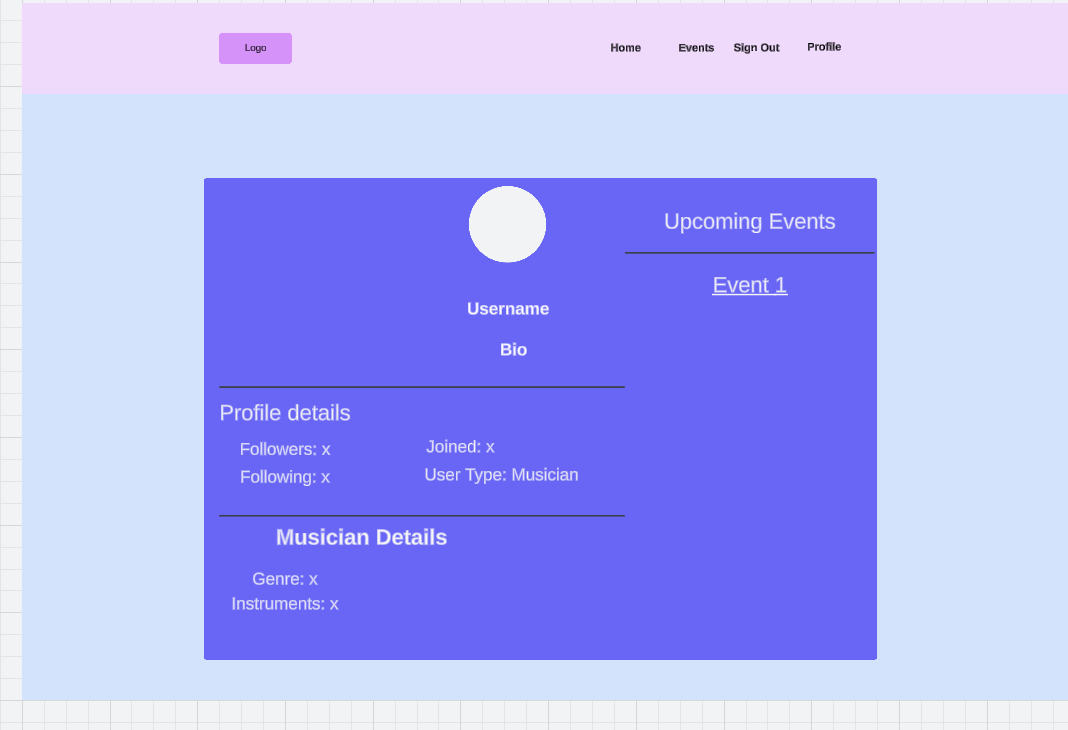 Logo
Home Events Sign Out Profile
Username
Bio
Profile details
Followers: x Joined: x
Following: x User Type: Musician
Musician Details
Genre: x
Instruments: x
Upcoming Events
Event 1